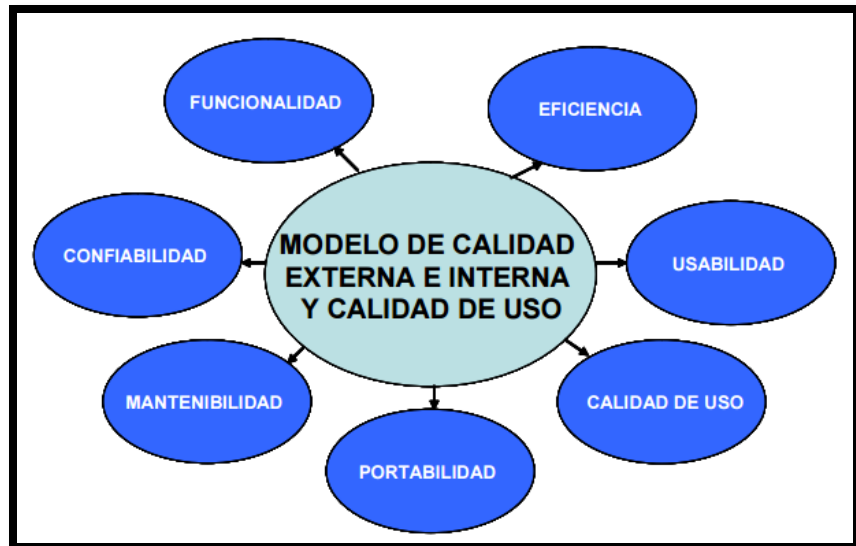 FUNCIONALIDAD
EFICIENCIA
CONFIABILIDAD
MODELO DE CALIDAD
EXTERNA E INTERNA
Y CALIDAD DE USO
USABILIDAD
MANTENIBILIDAD
CALIDAD DE USO
PORTABILIDAD